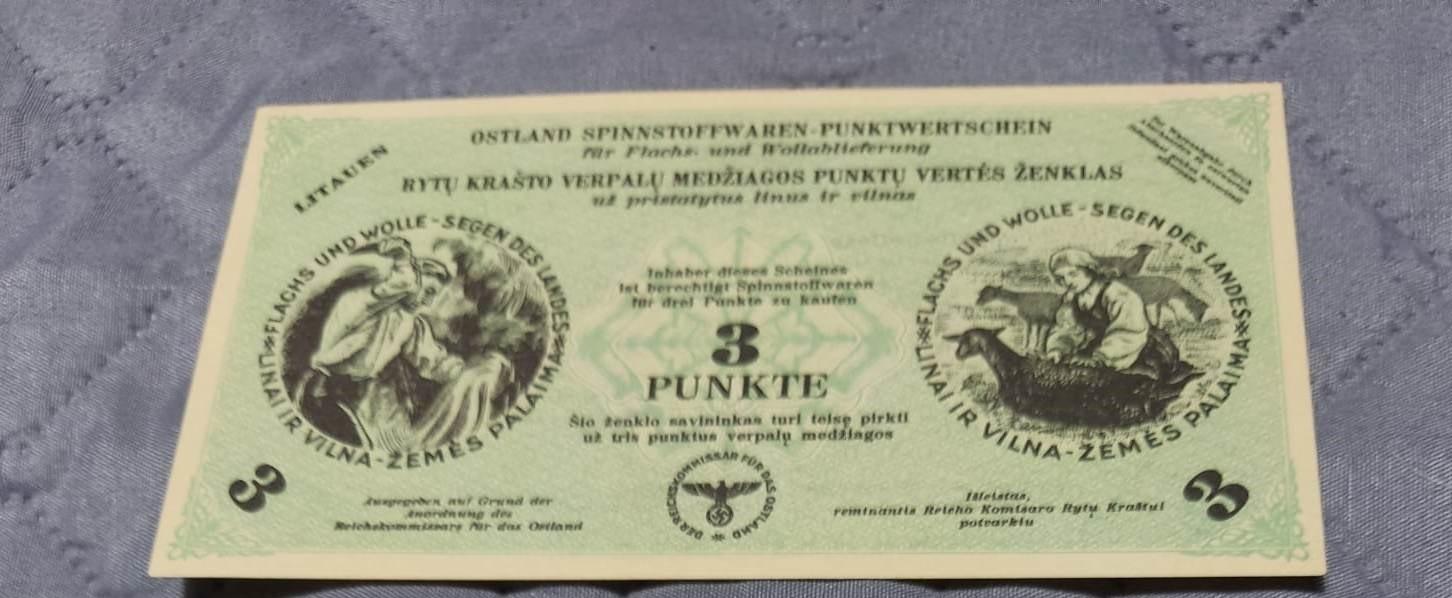 OSTLAND SPINNSTOFFWAREN-PUNKTWERTSCHEIN
für Flachs- und Wollablieferung
LITAUEN
RYTŲ KRAŠTO VERPALŲ MEDŽIAGOS PUNKTŲ VERTĖS ŽENKLAS
už pristatytus linus ir vilnas
FLACHS UND WOLLE-SEGEN DES LANDES
LINAI IR VILNA-ŽEMĖS PALAIMA
Inhaber dieses Scheines
ist berechtigt Spinnstoffwaren
für drei Punkte zu kaufen
3
PUNKTE
Šio ženklo savininkas turi teisę pirkti
už tris punktus verpalų medžiagos
FLACHS UND WOLLE-SEGEN DES LANDES
LINAI IR VILNA-ŽEMĖS PALAIMA
3
Ausgegeben auf Grund der
Anordnung des
Reichskommissars für das Ostland
DER REICHSKOMMISSAR FÜR DAS OSTLAND
Išleistas,
remiantis Reicho Komisaro Rytų Kraštui
potvarkiu
3